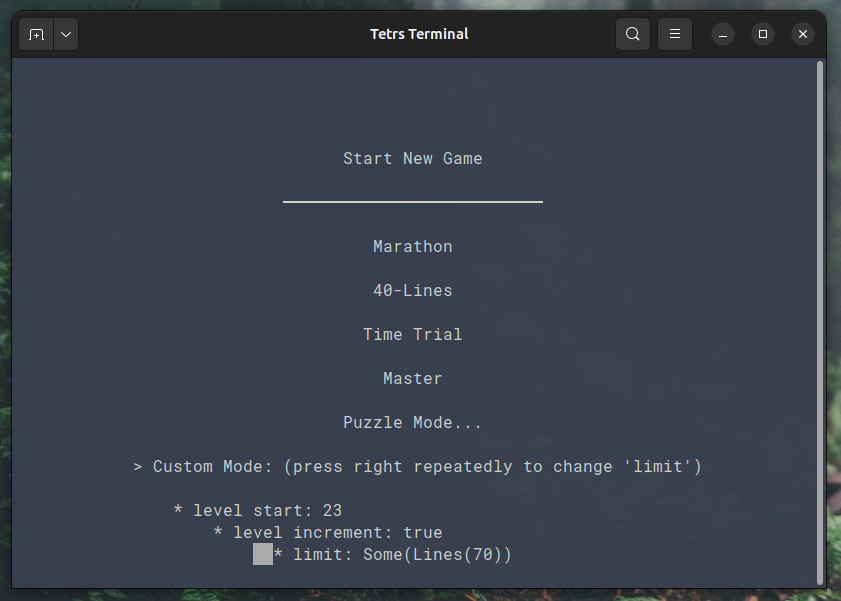 Tetrs Terminal
Start New Game
Marathon
40-Lines
Time Trial
Master
Puzzle Mode...
> Custom Mode: (press right repeatedly to change 'limit')
* level start: 23
* level increment: true
* limit: Some(Lines(70))